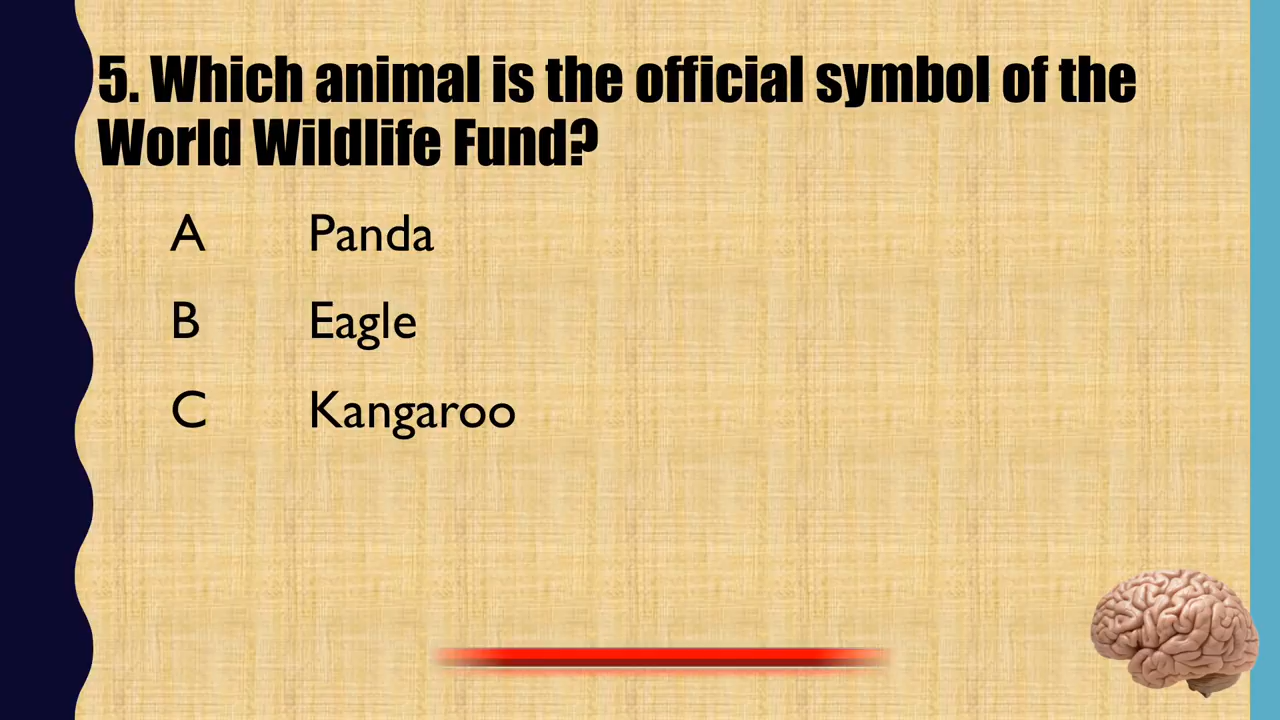 5. Which animal is the official symbol of the
World Wildlife Fund?
A Panda
B Eagle
C Kangaroo